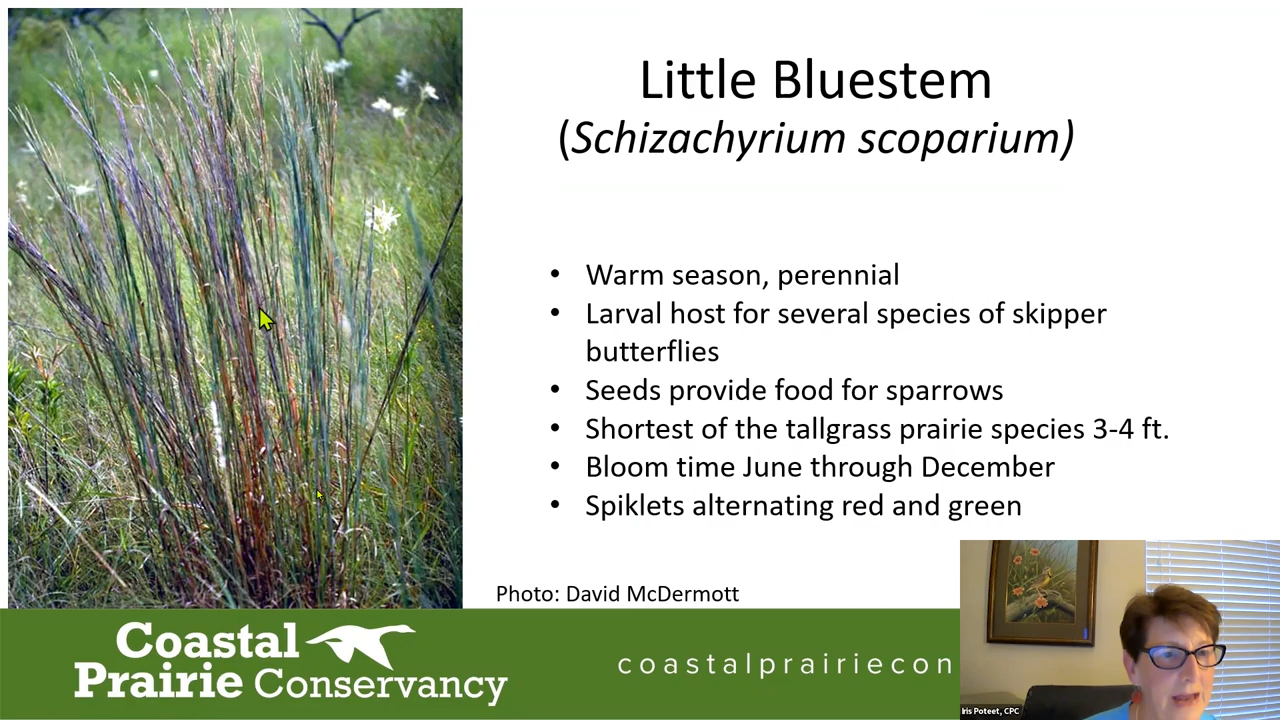 Little Bluestem
(Schizachyrium scoparium)
• Warm season, perennial
• Larval host for several species of skipper
butterflies
• Seeds provide food for sparrows
• Shortest of the tallgrass prairie species 3-4 ft.
• Bloom time June through December
• Spiklets alternating red and green
Photo: David McDermott
Coastal
Prairie Conservancy
coastalprairiecon
Iris Poteet, CPC